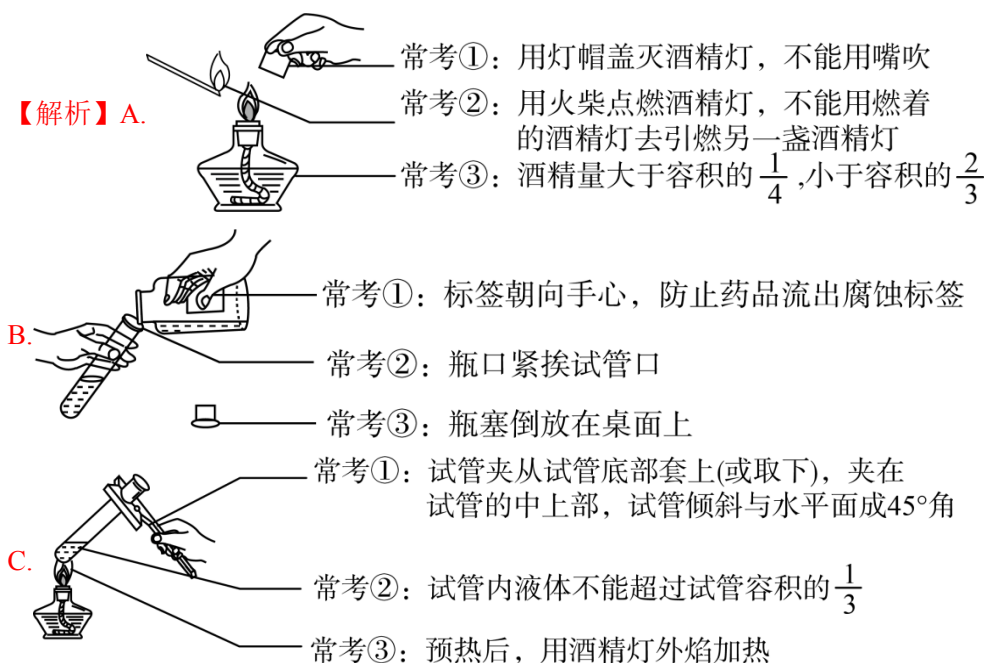 常考①：用灯帽盖灭酒精灯，不能用嘴吹
【解析】A.
常考②：用火柴点燃酒精灯，不能用燃着
的酒精灯去引燃另一盏酒精灯
常考③：酒精量大于容积的1/4,小于容积的2/3
常考①：标签朝向手心，防止药品流出腐蚀标签
B.
常考②：瓶口紧挨试管口
常考③：瓶塞倒放在桌面上
常考①：试管夹从试管底部套上(或取下)，夹在
试管的中上部，试管倾斜与水平面成45°角
C.
常考②：试管内液体不能超过试管容积的1/3
常考③：预热后，用酒精灯外焰加热